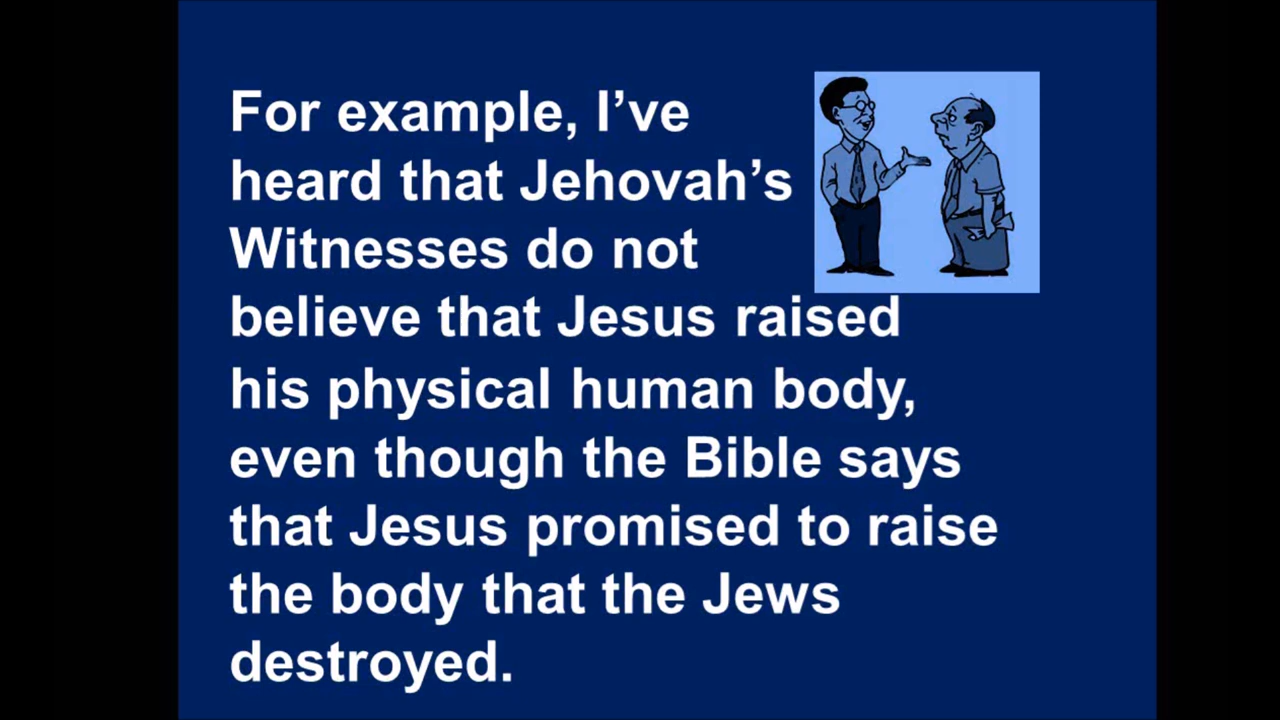 For example, I’ve
heard that Jehovah’s
Witnesses do not
believe that Jesus raised
his physical human body,
even though the Bible says
that Jesus promised to raise
the body that the Jews
destroyed.